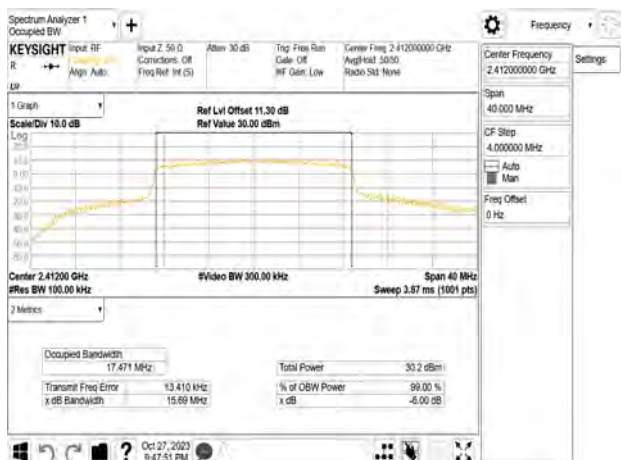 Spectrum Analyzer 1
Occupied BW
+
Frequency
KEYSIGHT Input: RF
R
Align: Auto
Input Z: 50 Ω
Corrections: Off
Freq Ref: Int (S)
Atten: 30 dB
Trig: Free Run
Gate: Off
#IF Gain: Low
Center Freq: 2.412000000 GHz
Avg|Hold: 50/50
Radio Std: None
Center Frequency
2.412000000 GHz
Settings
Span
40.000 MHz
CF Step
4.000000 MHz
Auto
Man
Freq Offset
0 Hz
1 Graph
Scale/Div 10.0 dB
Log
Ref Lvl Offset 11.30 dB
Ref Value 30.00 dBm
Center 2.41200 GHz
#Res BW 100.00 kHz
#Video BW 300.00 kHz
Span 40 MHz
Sweep 3.87 ms (1001 pts)
2 Metrics
Occupied Bandwidth
17.471 MHz
Total Power 30.2 dBm
Transmit Freq Error 13.410 kHz
% of OBW Power 99.00 %
x dB Bandwidth 15.69 MHz
x dB -6.00 dB
?
Oct 27, 2023
9:47:51 PM